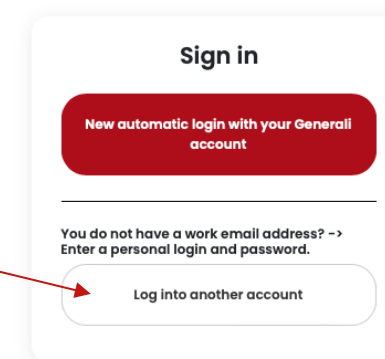 Sign in
New automatic login with your Generali
account
You do not have a work email address? ->
Enter a personal login and password.
Log into another account